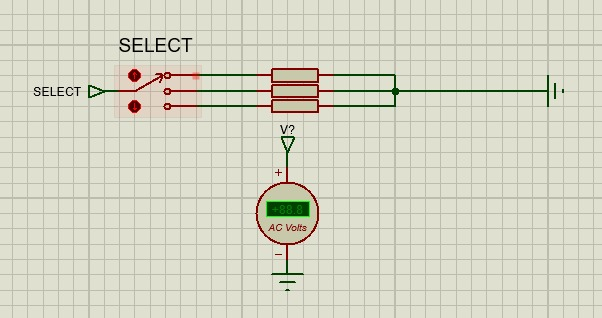 SELECT
SELECT
V?
+
+88.8
AC Volts
−